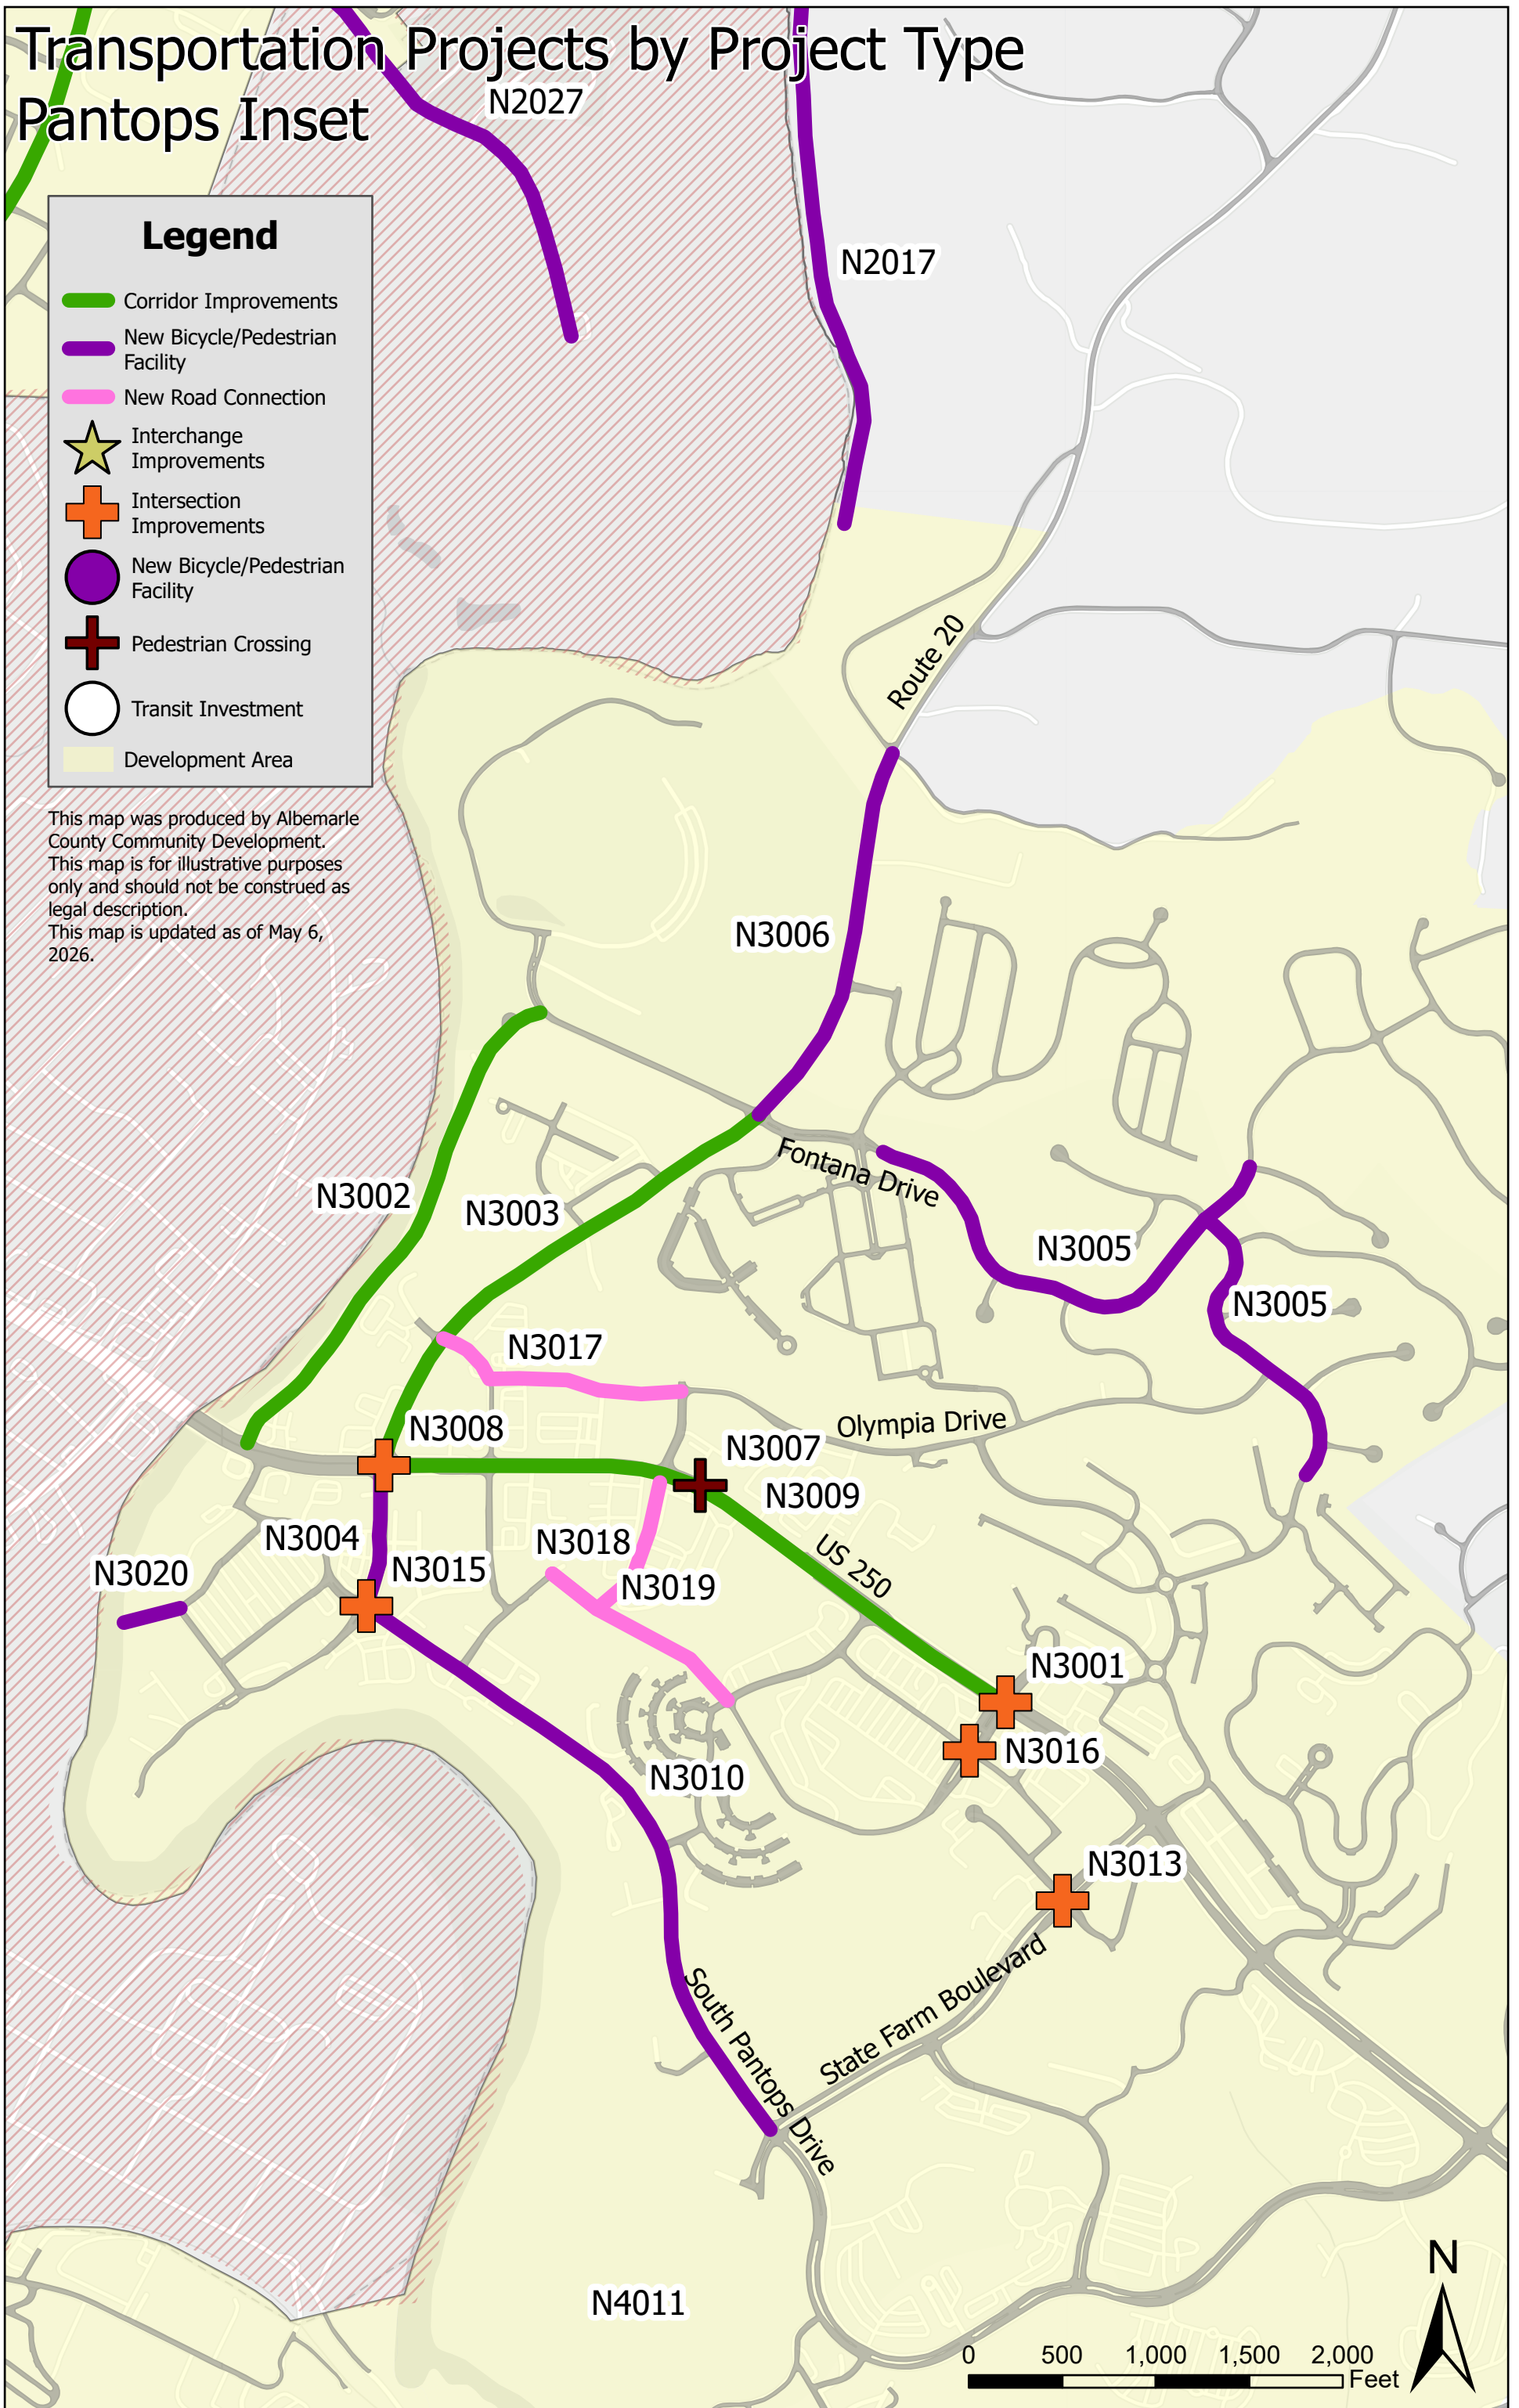 Transportation Projects by Project Type
Pantops Inset
N2027
N2017
Legend
Corridor Improvements
New Bicycle/Pedestrian
Facility
New Road Connection
Interchange
Improvements
Intersection
Improvements
New Bicycle/Pedestrian
Facility
Pedestrian Crossing
Transit Investment
Development Area
This map was produced by Albemarle
County Community Development.
This map is for illustrative purposes
only and should not be construed as
legal description.
This map is updated as of May 6,
2026.
Route 20
N3006
Fontana Drive
N3002
N3003
N3005
N3005
N3017
Olympia Drive
N3008
N3007
N3009
N3004
N3018
US 250
N3015
N3020
N3019
N3001
N3016
N3010
N3013
State Farm Boulevard
South Pantops Drive
N4011
N
0 500 1,000 1,500 2,000
Feet